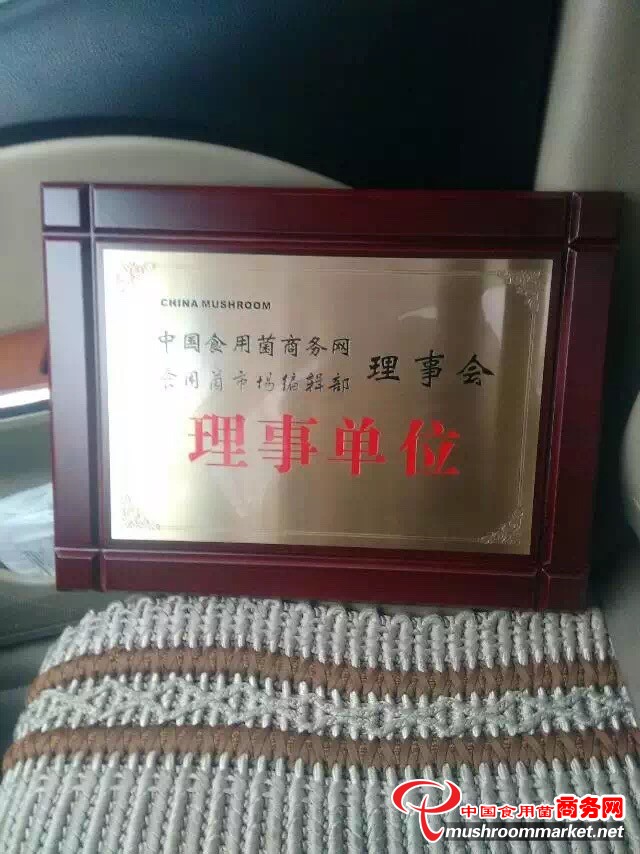 CHINA MUSHROOM
中国食用菌商务网
食用菌市场编辑部
理事会
理事单位
中国食用菌商务网
mushroommarket.net